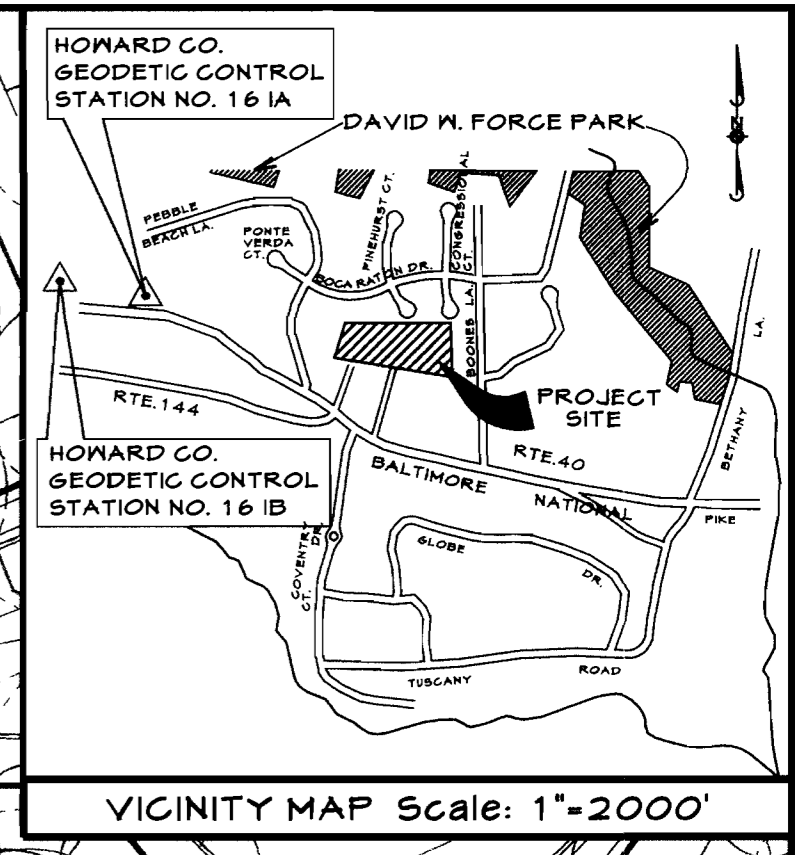 HOWARD CO.
GEODETIC CONTROL
STATION NO. 16 IA
DAVID W. FORCE PARK
N
PEBBLE
BEACH LA.
PONTE
VERDA
CT.
PINEHURST CT.
CONGRESSIONAL
CT.
BOCA RATON DR.
BOONES LA.
PROJECT
SITE
LA.
BETHANY
RTE.144
HOWARD CO.
GEODETIC CONTROL
STATION NO. 16 IB
RTE.40
BALTIMORE
NATIONAL
PIKE
COVENTRY
CT.
DR.
GLOBE
DR.
TUSCANY
ROAD
VICINITY MAP Scale: 1"=2000'